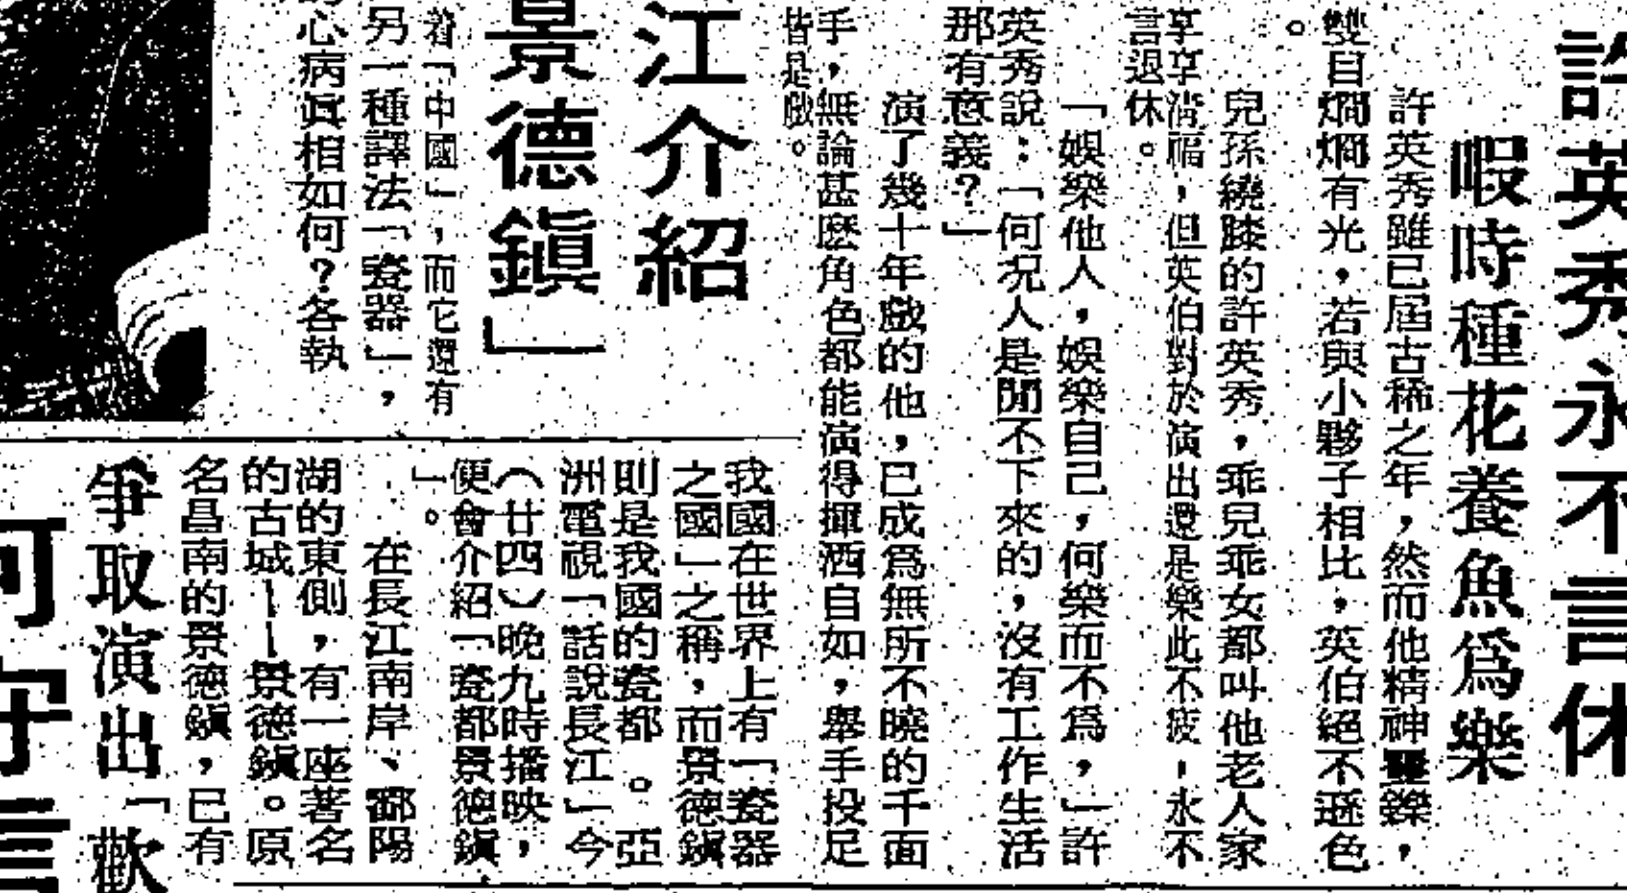 許英秀永不言休
暇時種花養魚爲樂
許英秀雖已屆古稀之年，然而他精神矍鑠，
雙目烱烱有光，若與小夥子相比，英伯絕不遜色
。
兒孫繞膝的許英秀，乖兒乖女都叫他老人家
享享清福，但英伯對於演出還是樂此不疲，永不
言退休。
「娛樂他人，娛樂自己，何樂而不爲，」許
英秀說：「何況人是閒不下來的，沒有工作生活
那有意義？」
演了幾十年戲的他，已成爲無所不曉的千面
手，無論甚麽角色都能演得揮洒自如，舉手投足
皆是戲。
江介紹
景德鎭」
着「中國」，而它還有
另一種譯法「瓷器」，
心病眞相如何？各執
我國在世界上有「瓷器
之國」之稱，而景德鎭
則是我國的瓷都。亞
洲電視「話說長江」今
（廿四）晚九時播映，
便會介紹「瓷都景德鎭
」。
在長江南岸、鄱陽
湖的東側，有一座著名
的古城——景德鎭。原
名昌南的景德鎭，已有
爭取演出「歡